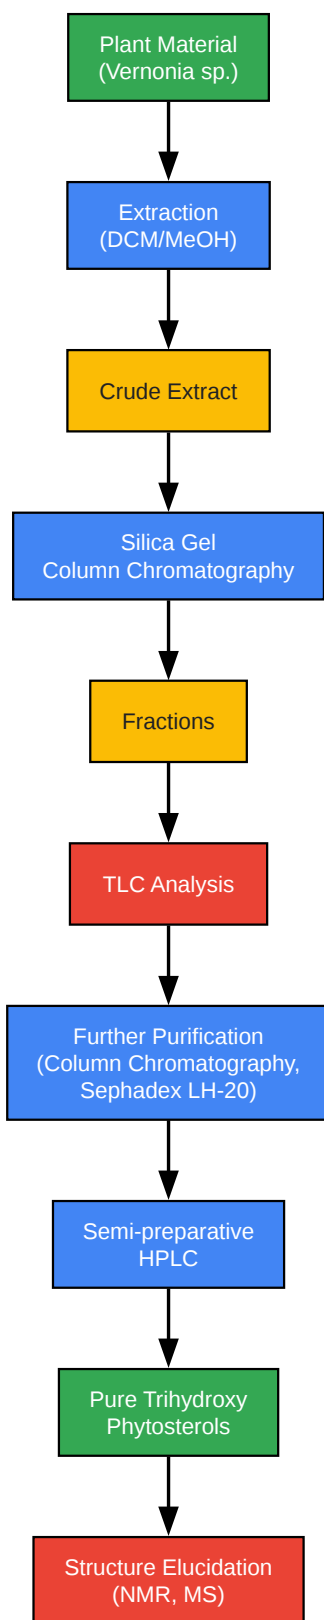 Plant Material
(Vernonia sp.)
Extraction
(DCM/MeOH)
Crude Extract
Silica Gel
Column Chromatography
Fractions
TLC Analysis
Further Purification
(Column Chromatography,
Sephadex LH-20)
Semi-preparative
HPLC
Pure Trihydroxy
Phytosterols
Structure Elucidation
(NMR, MS)